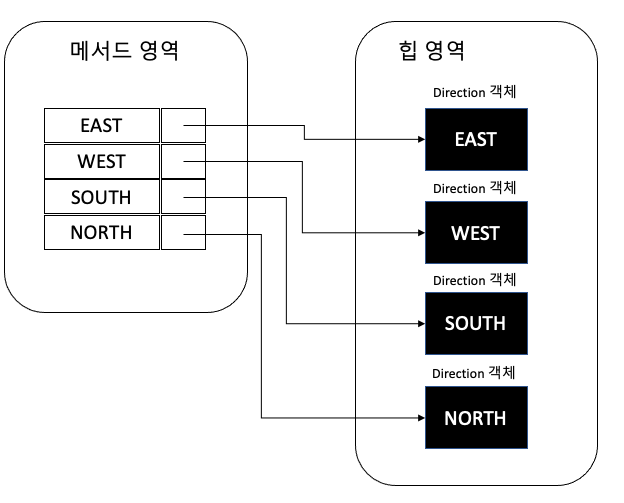 메서드 영역
힙 영역
EAST
WEST
SOUTH
NORTH
Direction 객체
EAST
Direction 객체
WEST
Direction 객체
SOUTH
Direction 객체
NORTH